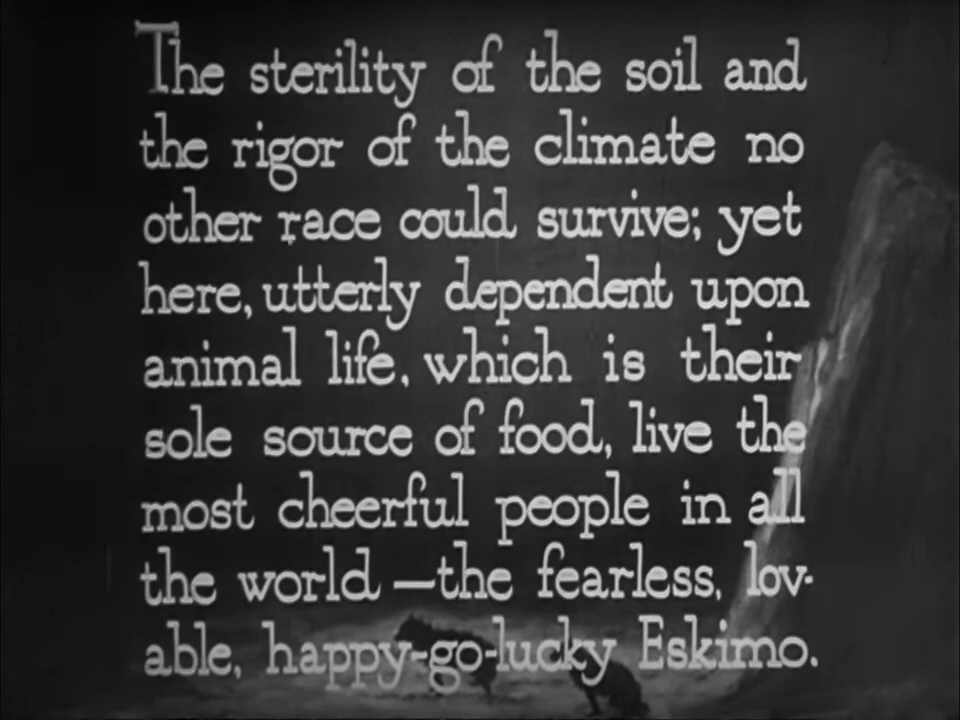 The sterility of the soil and
the rigor of the climate no
other race could survive; yet
here, utterly dependent upon
animal life, which is their
sole source of food, live the
most cheerful people in all
the world—the fearless, lov-
able, happy-go-lucky Eskimo.